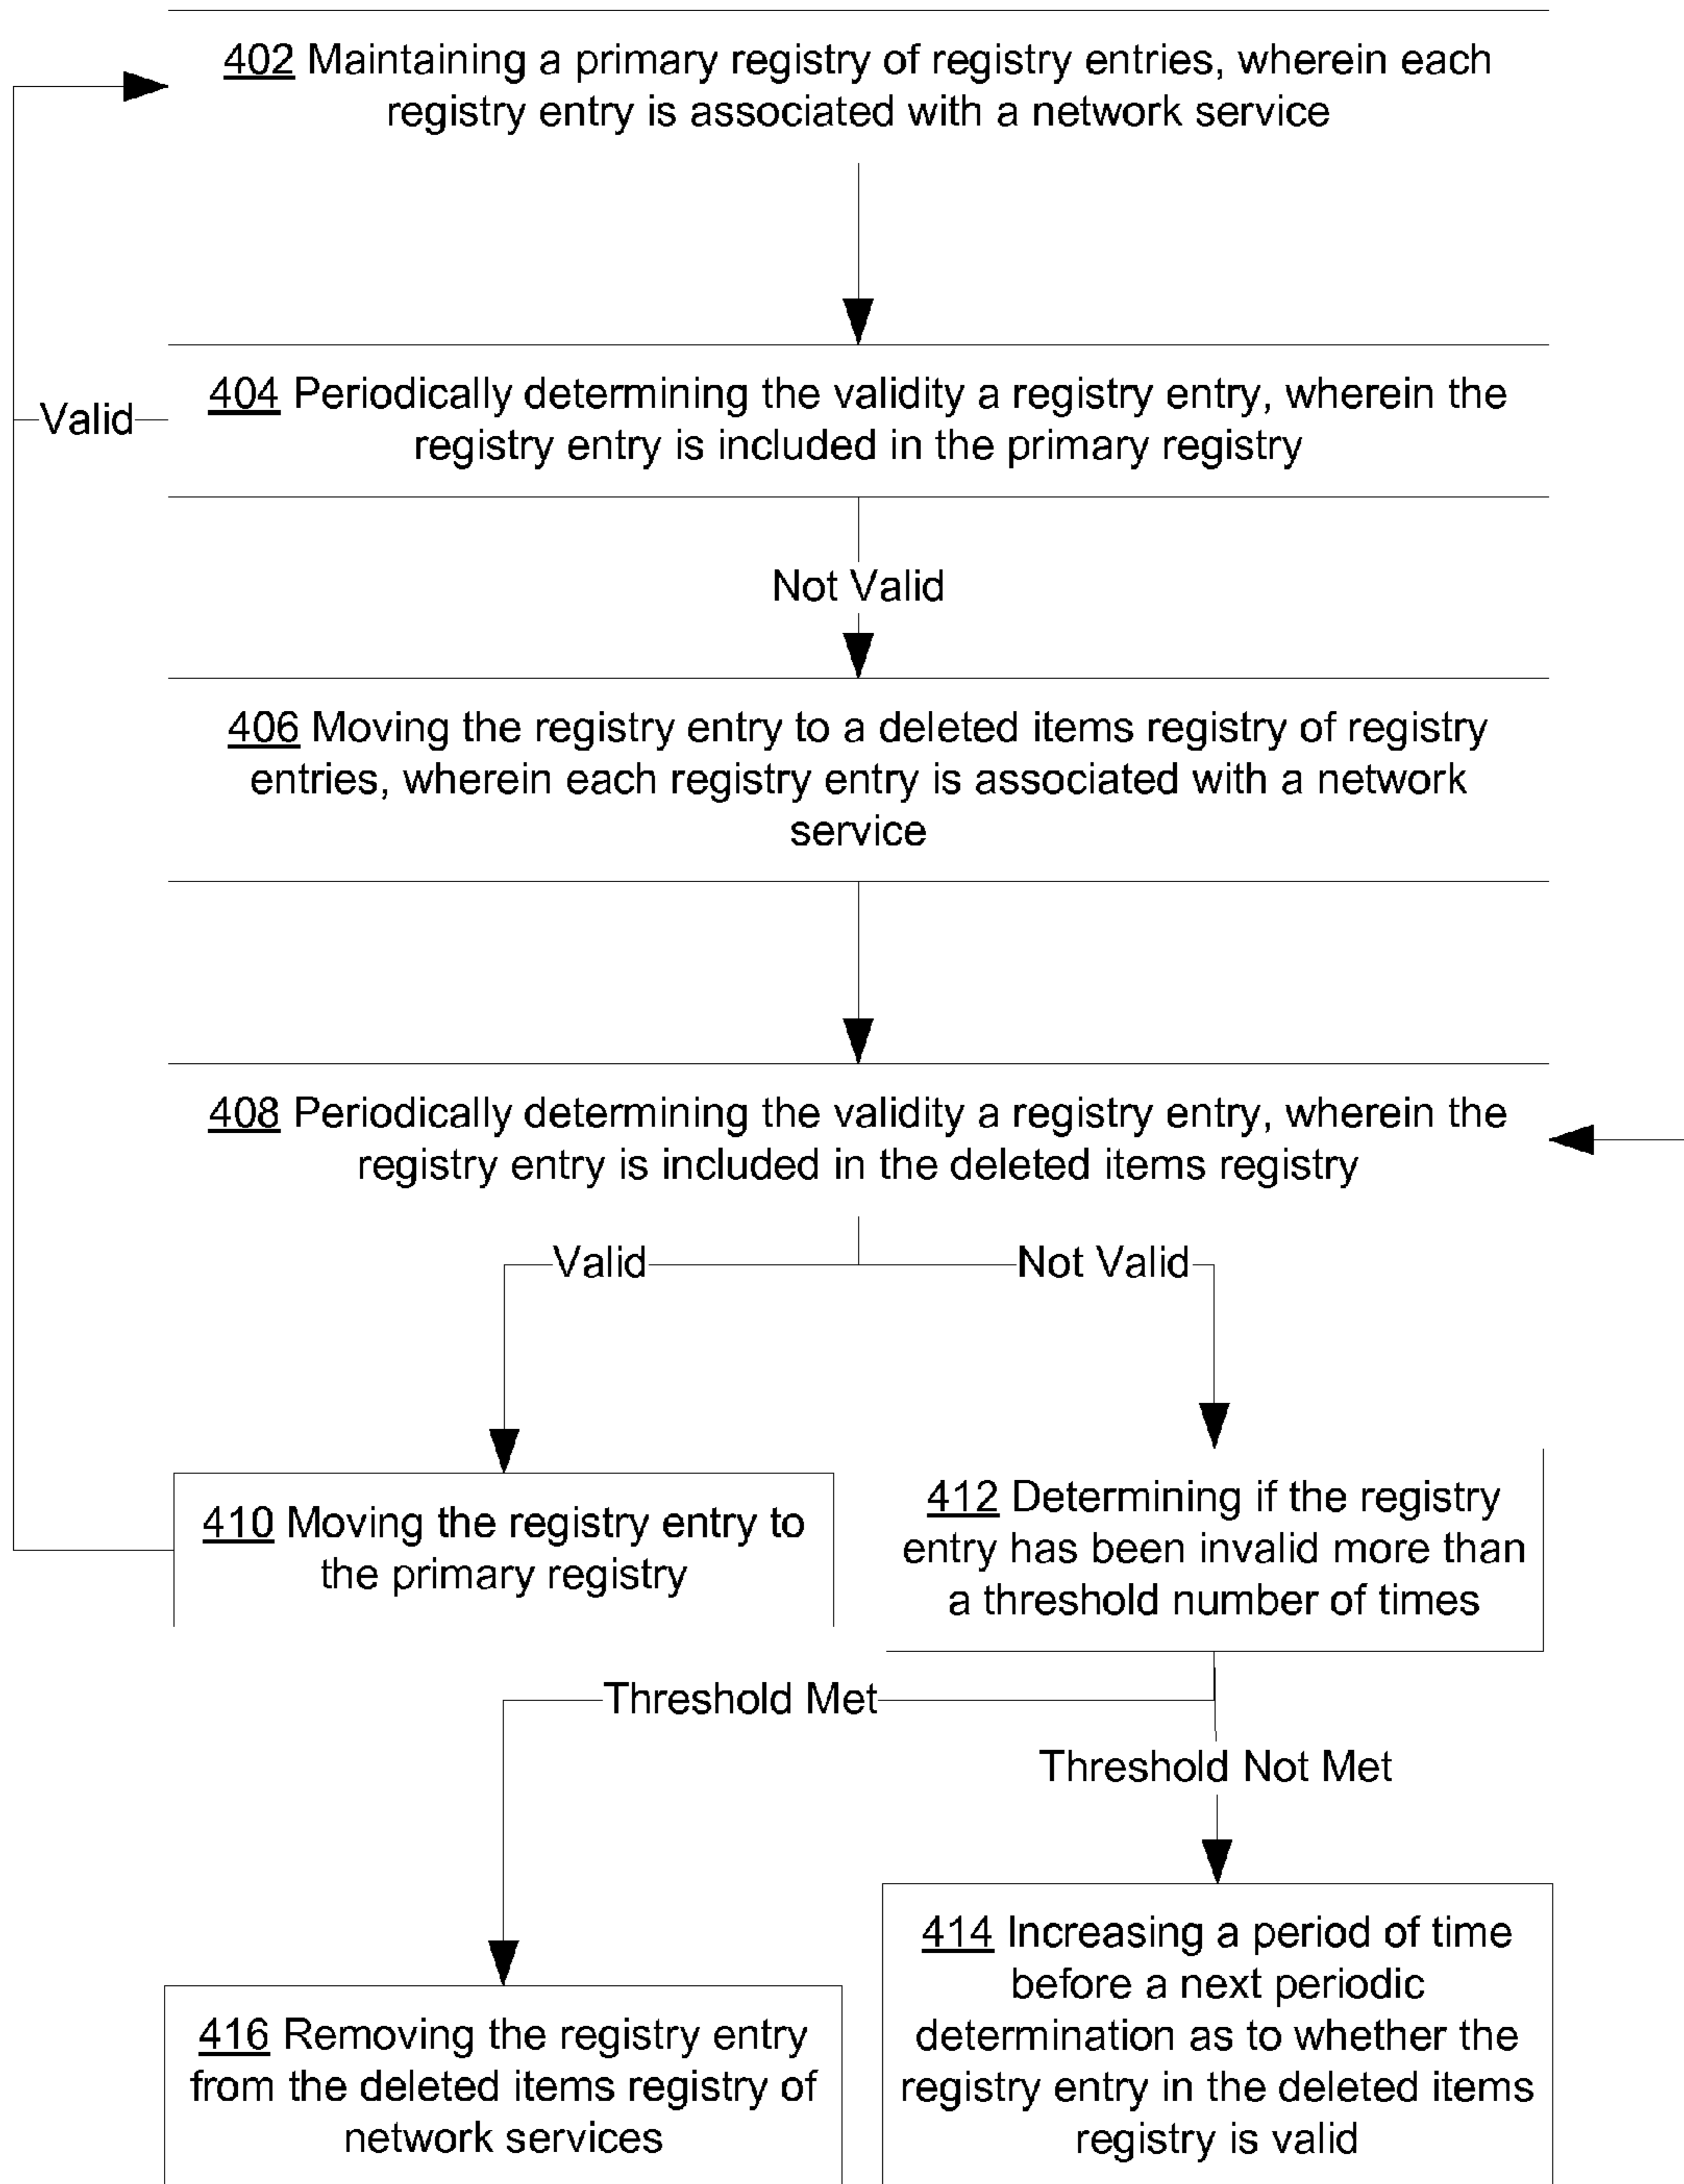 402 Maintaining a primary registry of registry entries, wherein each
registry entry is associated with a network service
404 Periodically determining the validity a registry entry, wherein the
registry entry is included in the primary registry
Valid
Not Valid
406 Moving the registry entry to a deleted items registry of registry
entries, wherein each registry entry is associated with a network
service
408 Periodically determining the validity a registry entry, wherein the
registry entry is included in the deleted items registry
Valid
Not Valid
410 Moving the registry entry to
the primary registry
412 Determining if the registry
entry has been invalid more than
a threshold number of times
Threshold Met
Threshold Not Met
414 Increasing a period of time
before a next periodic
determination as to whether the
registry entry in the deleted items
registry is valid
416 Removing the registry entry
from the deleted items registry of
network services